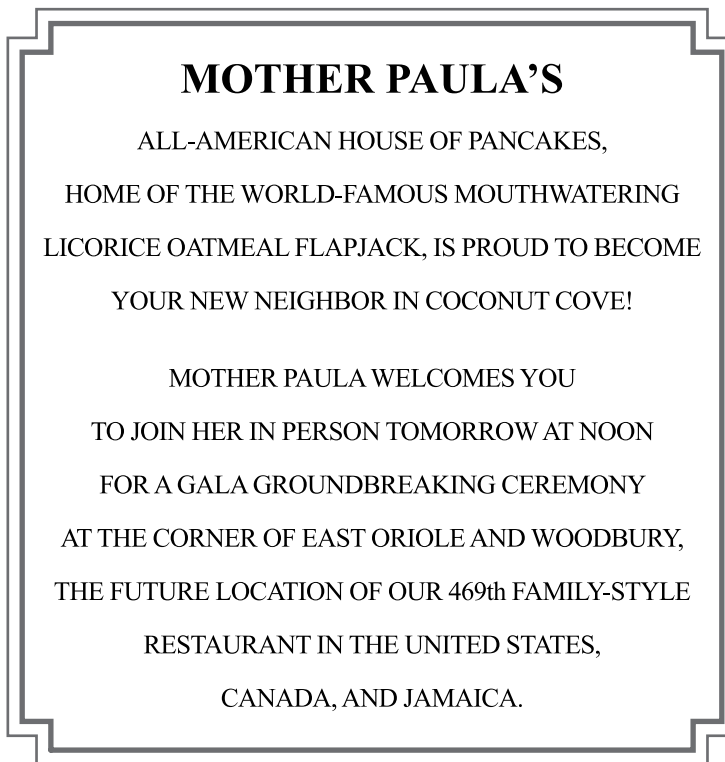 MOTHER PAULA’S
ALL-AMERICAN HOUSE OF PANCAKES,
HOME OF THE WORLD-FAMOUS MOUTHWATERING
LICORICE OATMEAL FLAPJACK, IS PROUD TO BECOME
YOUR NEW NEIGHBOR IN COCONUT COVE!
MOTHER PAULA WELCOMES YOU
TO JOIN HER IN PERSON TOMORROW AT NOON
FOR A GALA GROUNDBREAKING CEREMONY
AT THE CORNER OF EAST ORIOLE AND WOODBURY,
THE FUTURE LOCATION OF OUR 469th FAMILY-STYLE
RESTAURANT IN THE UNITED STATES,
CANADA, AND JAMAICA.